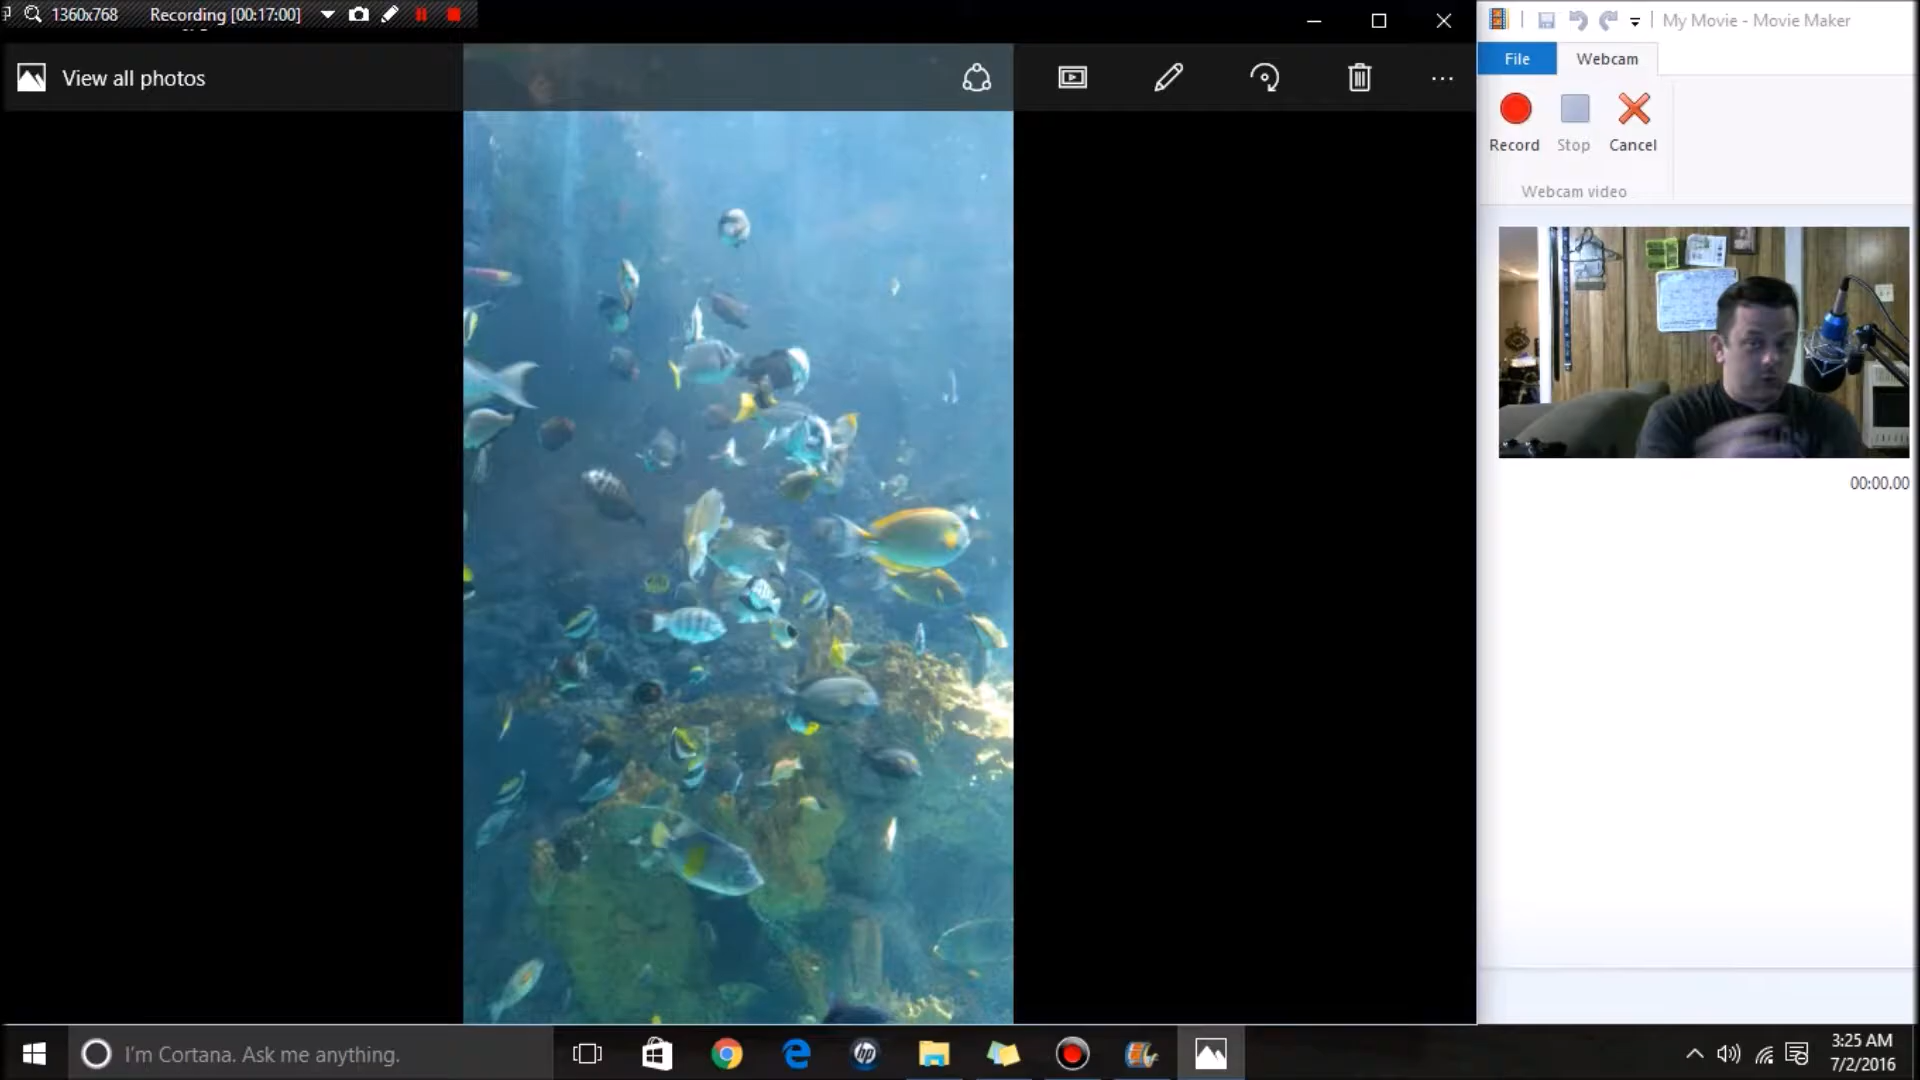 1360x768
Recording [00:17:00]
My Movie - Movie Maker
File
Webcam
View all photos
Record
Stop
Cancel
Webcam video
00:00.00
I'm Cortana. Ask me anything.
hp
3:25 AM
7/2/2016